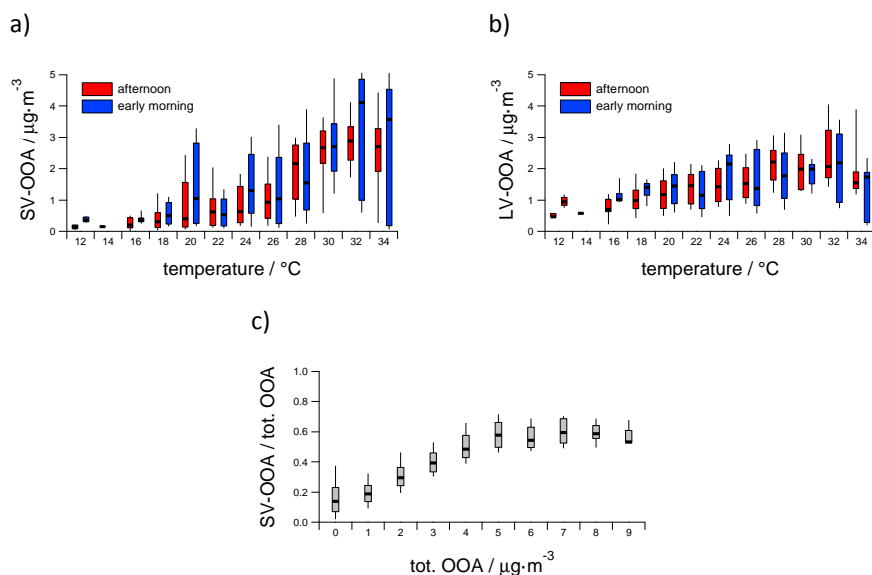 a)
SV-OOA / µg·m⁻³
5
4
3
2
1
0
afternoon
early morning
12 14 16 18 20 22 24 26 28 30 32 34
temperature / °C
b)
LV-OOA / µg·m⁻³
5
4
3
2
1
0
afternoon
early morning
12 14 16 18 20 22 24 26 28 30 32 34
temperature / °C
c)
SV-OOA / tot. OOA
1.0
0.8
0.6
0.4
0.2
0.0
0 1 2 3 4 5 6 7 8 9
tot. OOA / µg·m⁻³